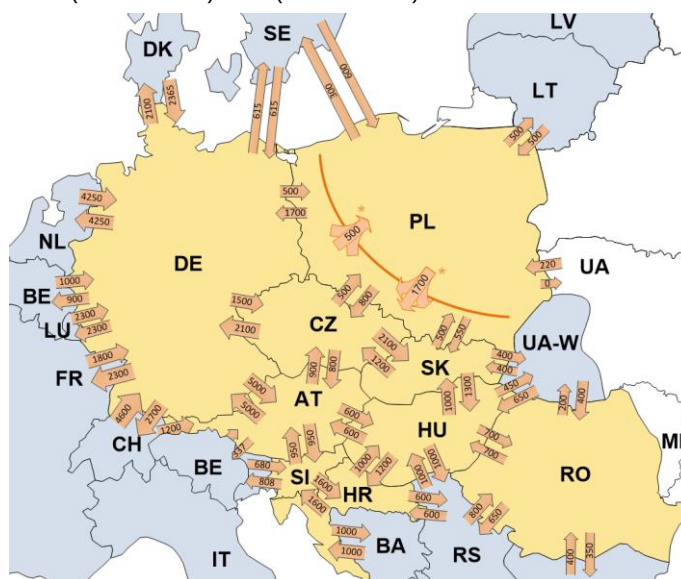 SE
LV
DK
LT
2100
2365
615
615
300
600
500
500
4250
4250
NL
500
1700
PL
500
*
1700
*
DE
220
0
UA
BE
1000
900
LU
2300
2300
1500
2100
CZ
500
800
500
550
UA-W
FR
1800
2300
2100
1200
SK
400
400
450
650
200
400
4600
2700
CH
1200
5000
5000
900
800
AT
600
600
1000
1300
HU
700
700
RO
BE
337
680
808
950
950
SI
1600
1600
HR
1000
1200
1000
1000
600
600
800
650
1000
1000
BA
RS
IT
400
350